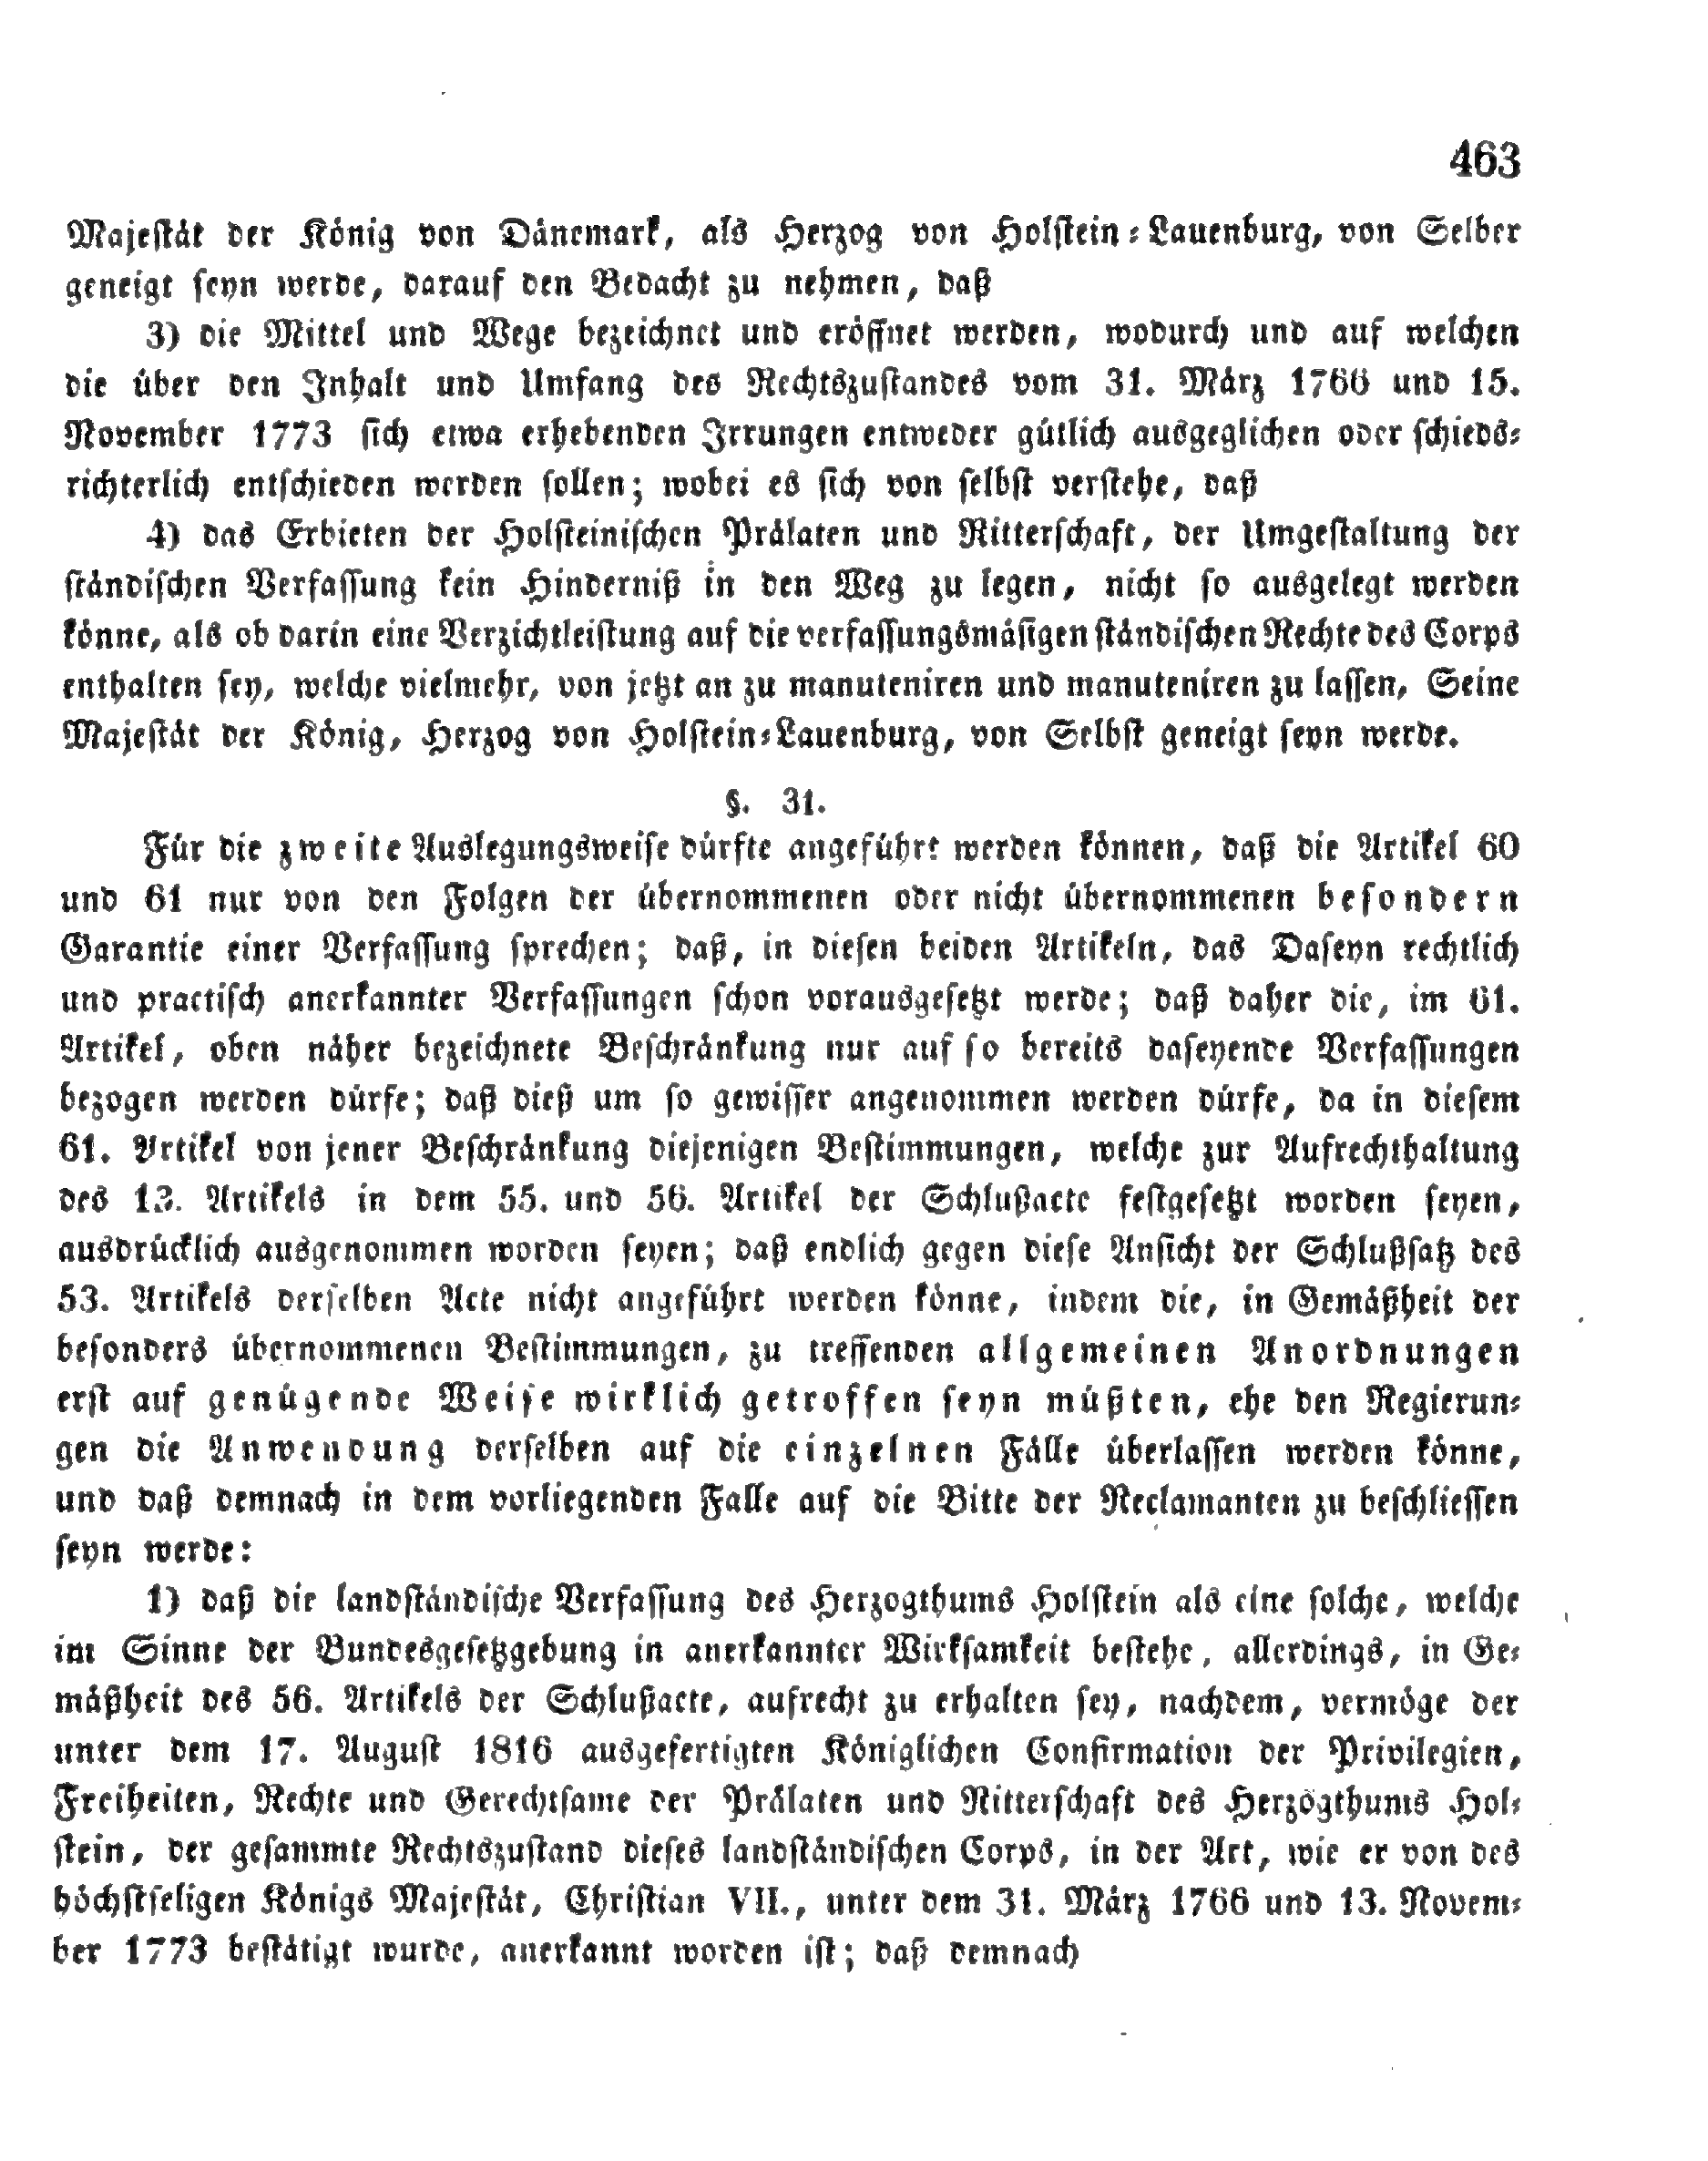 463
Majestät der König von Dänemark, als Herzog von Holstein-Lauenburg, von Selber
geneigt seyn werde, darauf den Bedacht zu nehmen, daß
3) die Mittel und Wege bezeichnet und eröffnet werden, wodurch und auf welchen
die über den Inhalt und Umfang des Rechtszustandes vom 31. März 1766 und 15.
November 1773 sich etwa erhebenden Irrungen entweder gütlich ausgeglichen oder schieds-
richterlich entschieden werden sollen; wobei es sich von selbst verstehe, daß
4) das Erbieten der Holsteinischen Prälaten und Ritterschaft, der Umgestaltung der
ständischen Verfassung kein Hinderniß in den Weg zu legen, nicht so ausgelegt werden
könne, als ob darin eine Verzichtleistung auf die verfassungsmäsigen ständischen Rechte des Corps
enthalten sey, welche vielmehr, von jetzt an zu manuteniren und manuteniren zu lassen, Seine
Majestät der König, Herzog von Holstein-Lauenburg, von Selbst geneigt seyn werde.
§. 31.
Für die zweite Auslegungsweise dürfte angeführt werden können, daß die Artikel 60
und 61 nur von den Folgen der übernommenen oder nicht übernommenen besondern
Garantie einer Verfassung sprechen; daß, in diesen beiden Artikeln, das Daseyn rechtlich
und practisch anerkannter Verfassungen schon vorausgesetzt werde; daß daher die, im 61.
Artikel, oben näher bezeichnete Beschränkung nur auf so bereits daseyende Verfassungen
bezogen werden dürfe; daß dieß um so gewisser angenommen werden dürfe, da in diesem
61. Artikel von jener Beschränkung diejenigen Bestimmungen, welche zur Aufrechthaltung
des 13. Artikels in dem 55. und 56. Artikel der Schlußacte festgesetzt worden seyen,
ausdrücklich ausgenommen worden seyen; daß endlich gegen diese Ansicht der Schlußsatz des
53. Artikels derselben Acte nicht angeführt werden könne, indem die, in Gemäßheit der
besonders übernommenen Bestimmungen, zu treffenden allgemeinen Anordnungen
erst auf genügende Weise wirklich getroffen seyn müßten, ehe den Regierun-
gen die Anwendung derselben auf die einzelnen Fälle überlassen werden könne,
und daß demnach in dem vorliegenden Falle auf die Bitte der Reclamanten zu beschliessen
seyn werde:
1) daß die landständische Verfassung des Herzogthums Holstein als eine solche, welche
im Sinne der Bundesgesetzgebung in anerkannter Wirksamkeit bestehe, allerdings, in Ge-
mäßheit des 56. Artikels der Schlußacte, aufrecht zu erhalten sey, nachdem, vermöge der
unter dem 17. August 1816 ausgefertigten Königlichen Confirmation der Privilegien,
Freiheiten, Rechte und Gerechtsame der Prälaten und Ritterschaft des Herzogthums Hol-
stein, der gesammte Rechtszustand dieses landständischen Corps, in der Art, wie er von des
höchstseligen Königs Majestät, Christian VII., unter dem 31. März 1766 und 13. Novem-
ber 1773 bestätigt wurde, anerkannt worden ist; daß demnach